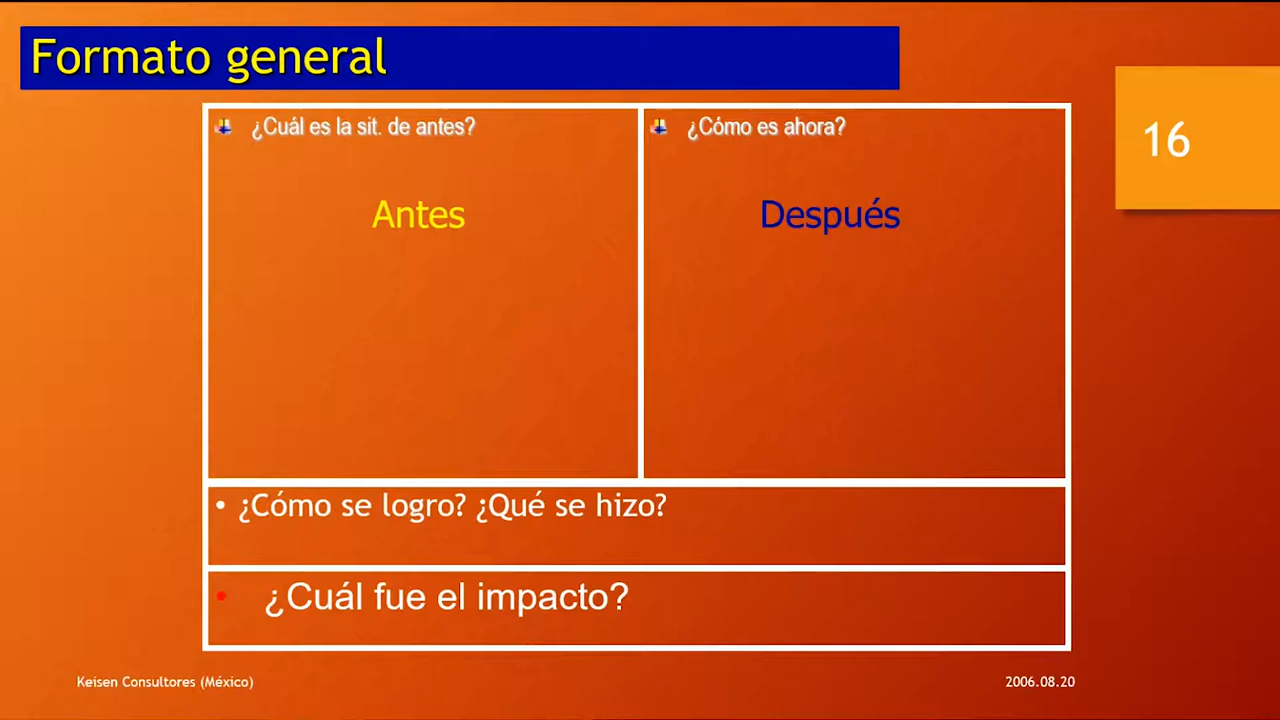 Formato general
16
¿Cuál es la sit. de antes?
¿Cómo es ahora?
Antes
Después
• ¿Cómo se logro? ¿Qué se hizo?
• ¿Cuál fue el impacto?
Keisen Consultores (México)
2006.08.20